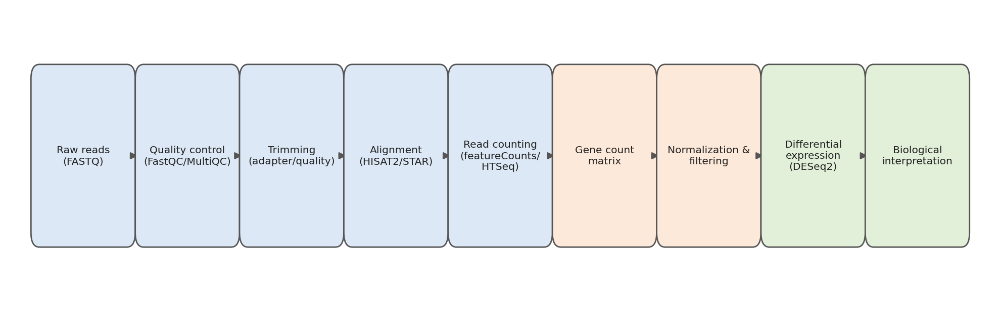 Raw reads
(FASTQ)
Quality control
(FastQC/MultiQC)
Trimming
(adapter/quality)
Alignment
(HISAT2/STAR)
Read counting
(featureCounts/
HTSeq)
Gene count
matrix
Normalization &
filtering
Differential
expression
(DESeq2)
Biological
interpretation